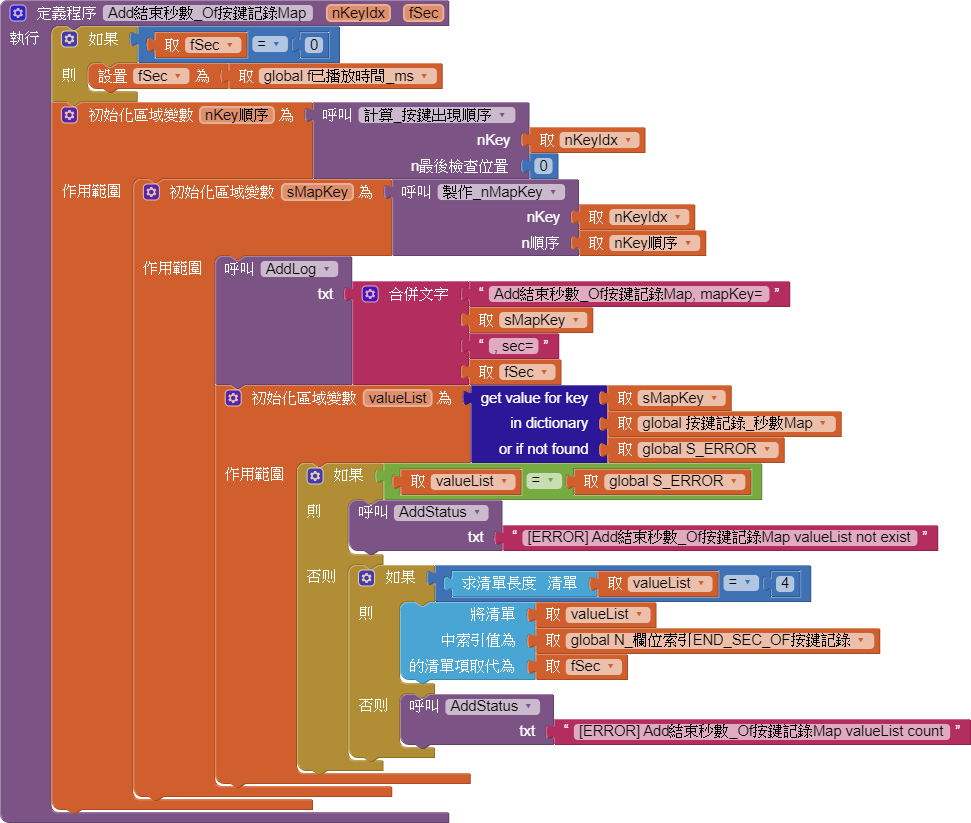 定義程序 Add結束秒數_Of按鍵記錄Map nKeyIdx fSec
執行 如果 取 fSec = 0
則 設置 fSec 為 取 global f已播放時間_ms
初始化區域變數 nKey順序 為 呼叫 計算_按鍵出現順序
nKey 取 nKeyIdx
n最後檢查位置 0
作用範圍 初始化區域變數 sMapKey 為 呼叫 製作_nMapKey
nKey 取 nKeyIdx
n順序 取 nKey順序
作用範圍 呼叫 AddLog
txt 合併文字 “ Add結束秒數_Of按鍵記錄Map, mapKey= ”
取 sMapKey
“ , sec= ”
取 fSec
初始化區域變數 valueList 為 get value for key 取 sMapKey
in dictionary 取 global 按鍵記錄_秒數Map
or if not found 取 global S_ERROR
作用範圍 如果 取 valueList = 取 global S_ERROR
則 呼叫 AddStatus
txt “ [ERROR] Add結束秒數_Of按鍵記錄Map valueList not exist ”
否則 如果 求清單長度 清單 取 valueList = 4
則 將清單 取 valueList
中索引值為 取 global N_欄位索引END_SEC_OF按鍵記錄
的清單項取代為 取 fSec
否則 呼叫 AddStatus
txt “ [ERROR] Add結束秒數_Of按鍵記錄Map valueList count ”